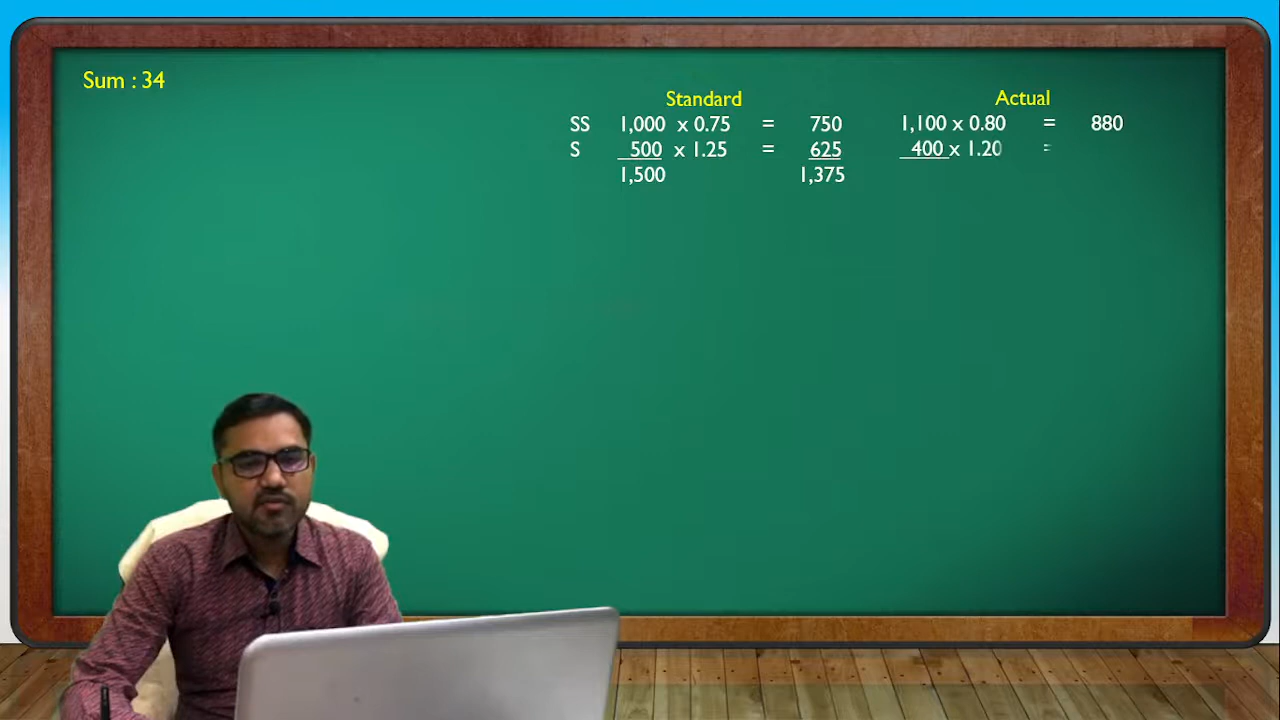 Sum : 34
Standard Actual
SS 1,000 x 0.75 = 750 1,100 x 0.80 = 880
S 500 x 1.25 = 625 400 x 1.20 =
1,500 1,375